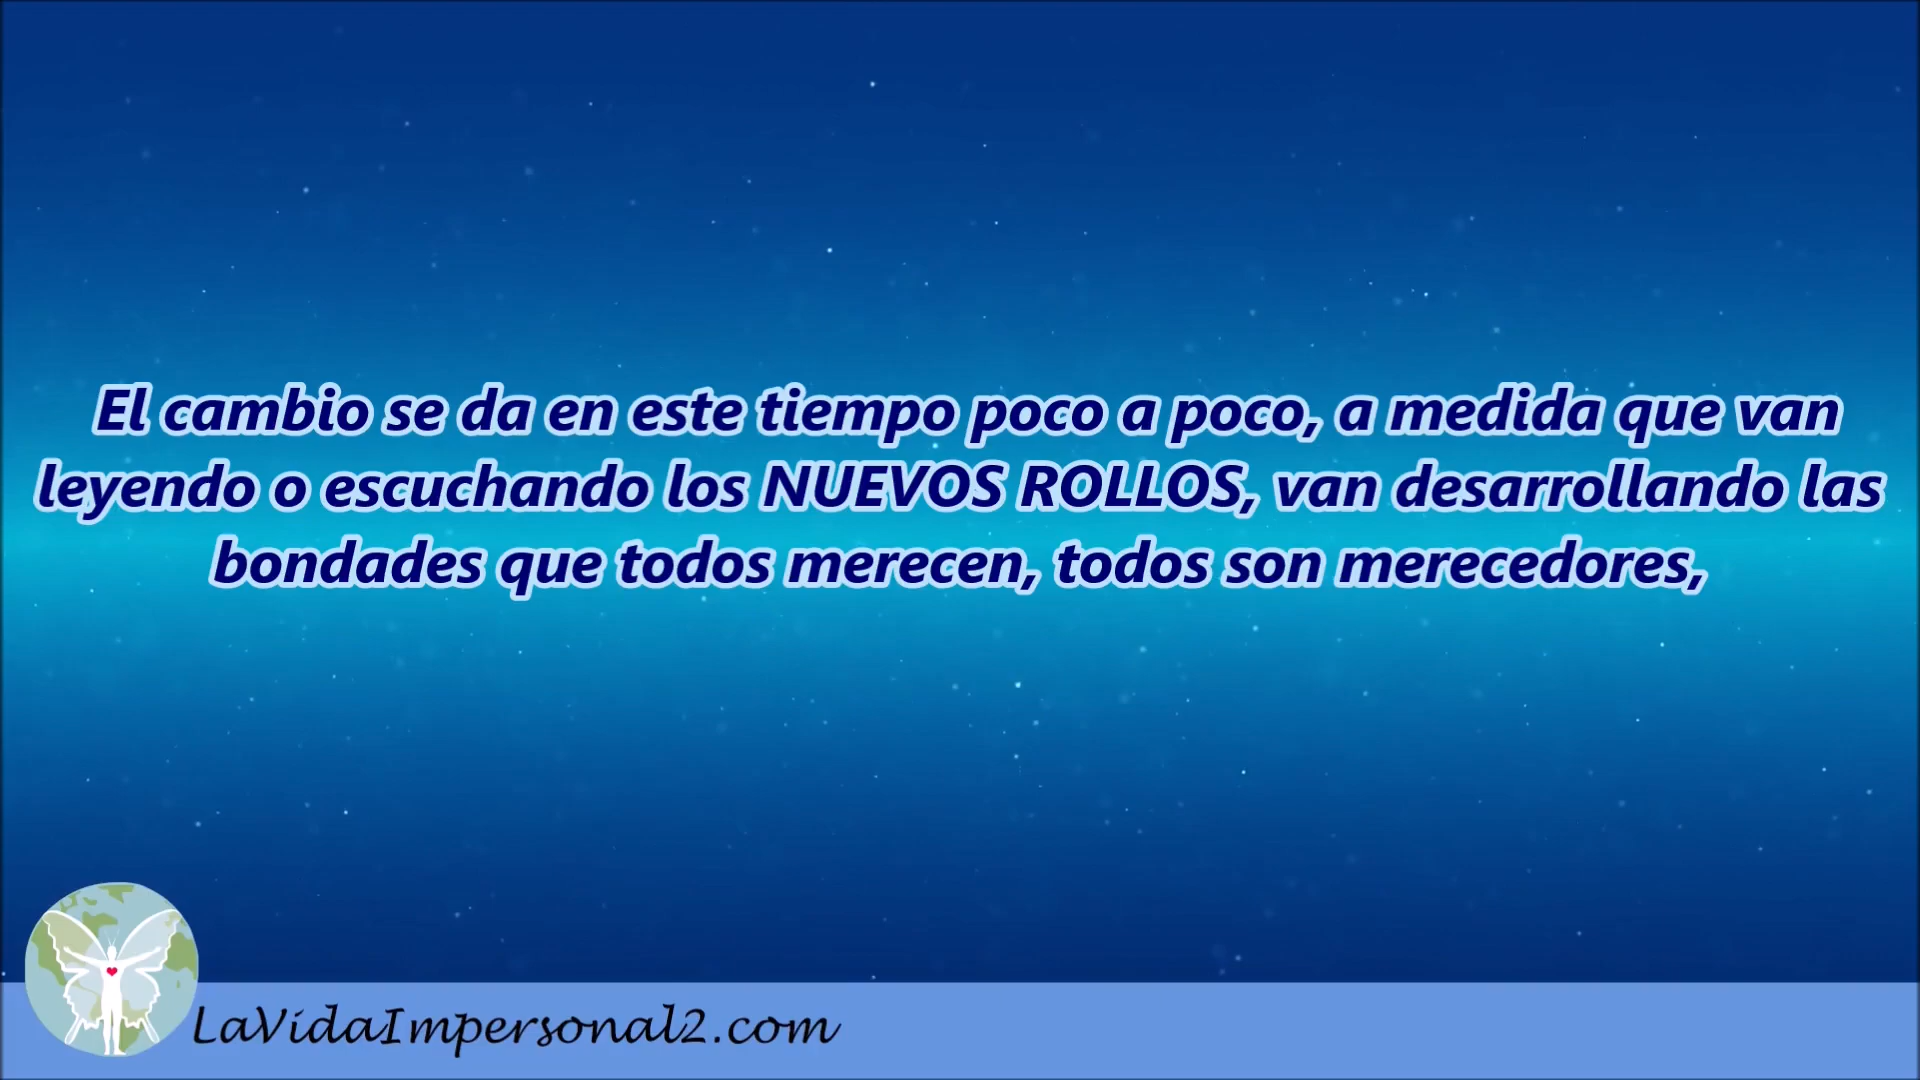 El cambio se da en este tiempo poco a poco, a medida que van
leyendo o escuchando los NUEVOS ROLLOS, van desarrollando las
bondades que todos merecen, todos son merecedores,
LaVidaImpersonal2.com